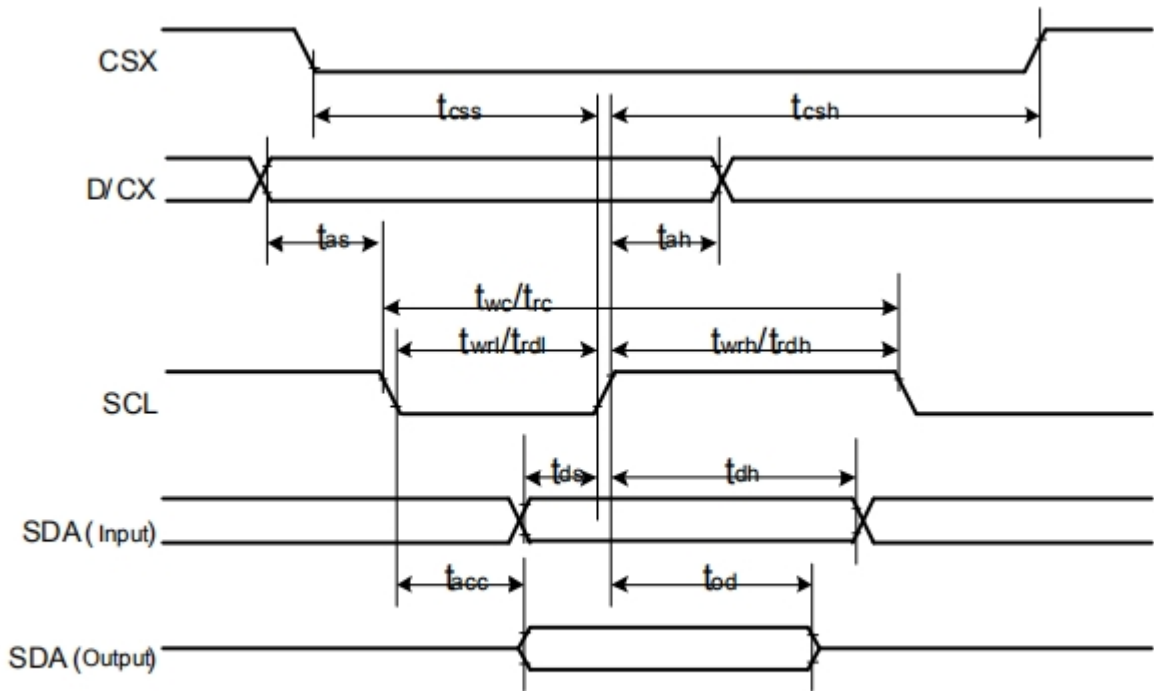 CSX
tcss
tcsh
D/CX
tas
tah
twc/trc
twrl/trdl
twrh/trdh
SCL
tds
tdh
SDA( Input)
tacc
tod
SDA(Output)